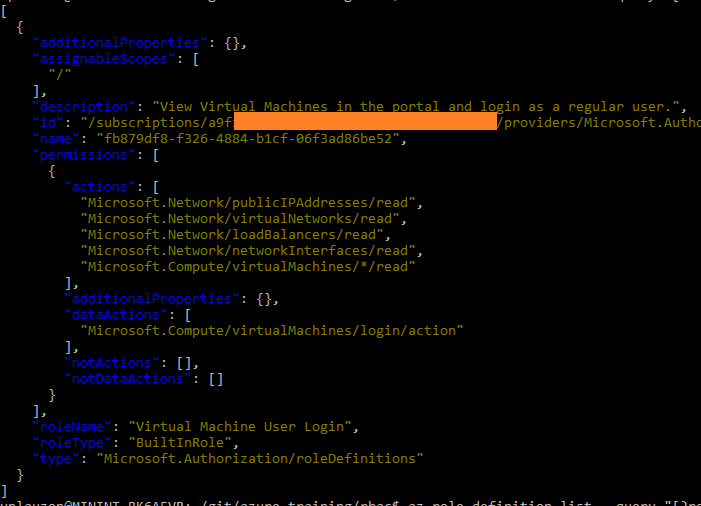 [
  {
    "additionalProperties": {},
    "assignableScopes": [
      "/"
    ],
    "description": "View Virtual Machines in the portal and login as a regular user.",
    "id": "/subscriptions/a9f /providers/Microsoft.Autho
    "name": "fb879df8-f326-4884-b1cf-06f3ad86be52",
    "permissions": [
      {
        "actions": [
          "Microsoft.Network/publicIPAddresses/read",
          "Microsoft.Network/virtualNetworks/read",
          "Microsoft.Network/loadBalancers/read",
          "Microsoft.Network/networkInterfaces/read",
          "Microsoft.Compute/virtualMachines/*/read"
        ],
        "additionalProperties": {},
        "dataActions": [
          "Microsoft.Compute/virtualMachines/login/action"
        ],
        "notActions": [],
        "notDataActions": []
      }
    ],
    "roleName": "Virtual Machine User Login",
    "roleType": "BuiltInRole",
    "type": "Microsoft.Authorization/roleDefinitions"
  }
]